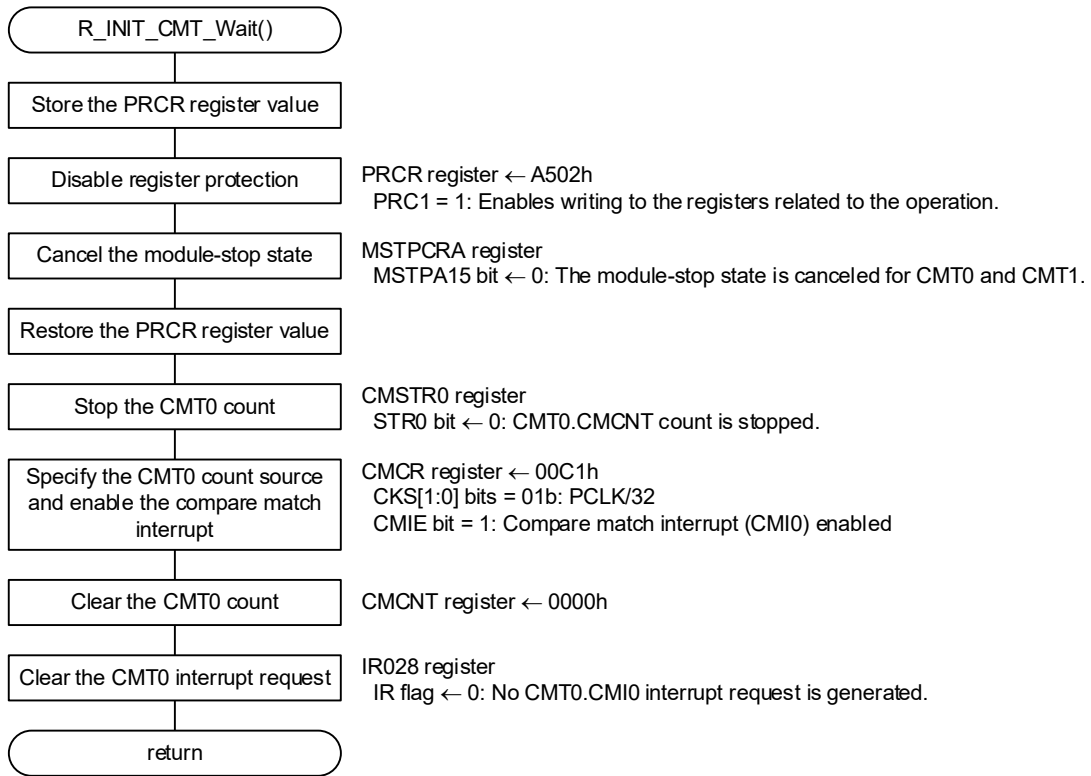 R_INIT_CMT_Wait()
Store the PRCR register value
Disable register protection
PRCR register ← A502h
PRC1 = 1: Enables writing to the registers related to the operation.
Cancel the module-stop state
MSTPCRA register
MSTPA15 bit ← 0: The module-stop state is canceled for CMT0 and CMT1.
Restore the PRCR register value
Stop the CMT0 count
CMSTR0 register
STR0 bit ← 0: CMT0.CMCNT count is stopped.
Specify the CMT0 count source
and enable the compare match
interrupt
CMCR register ← 00C1h
CKS[1:0] bits = 01b: PCLK/32
CMIE bit = 1: Compare match interrupt (CMI0) enabled
Clear the CMT0 count
CMCNT register ← 0000h
Clear the CMT0 interrupt request
IR028 register
IR flag ← 0: No CMT0.CMI0 interrupt request is generated.
return